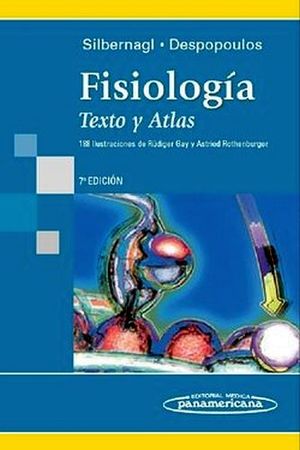 Silbernagl · Despopoulos
Fisiología
Texto y Atlas
188 Ilustraciones de Rüdiger Gay y Astried Rothenburger
7ª EDICIÓN
EDITORIAL MEDICA
panamericana